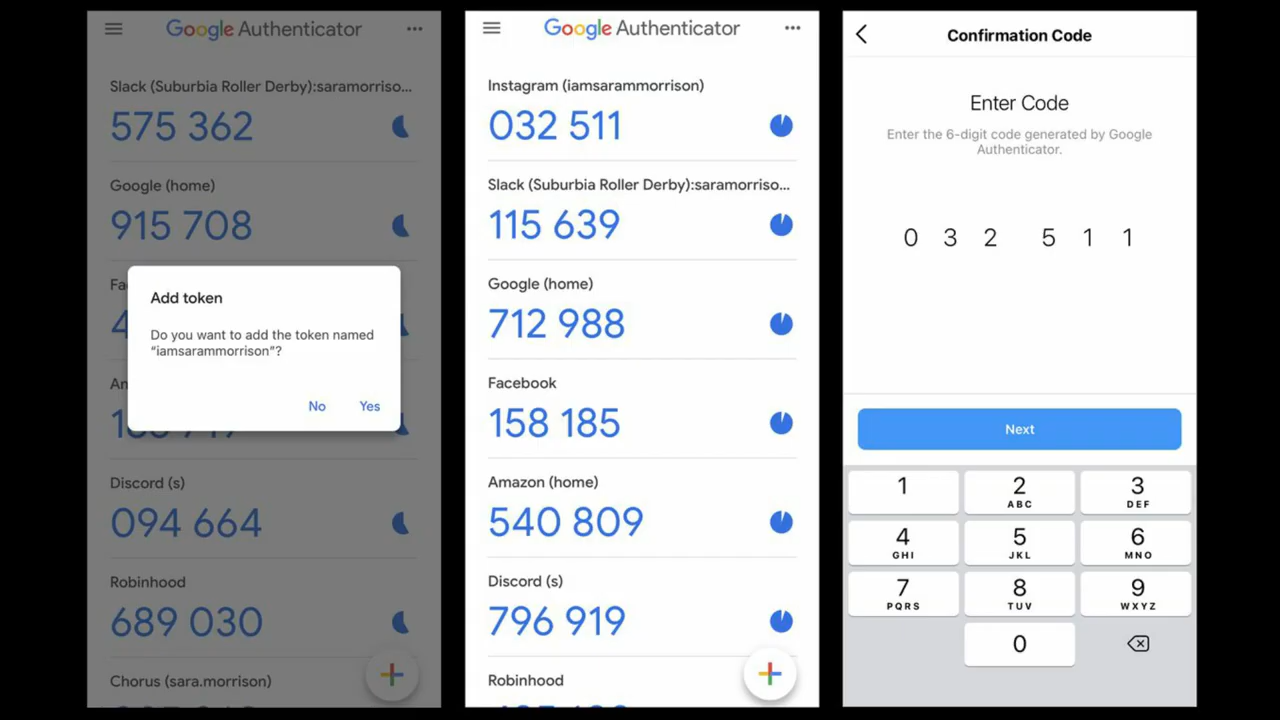 Google Authenticator
Slack (Suburbia Roller Derby):saramorriso...
575 362
Google (home)
915 708
Fa
4
Add token
Do you want to add the token named
“iamsarammorrison”?
No Yes
Am
Discord (s)
094 664
Robinhood
689 030
Chorus (sara.morrison)
Google Authenticator
Instagram (iamsarammorrison)
032 511
Slack (Suburbia Roller Derby):saramorriso...
115 639
Google (home)
712 988
Facebook
158 185
Amazon (home)
540 809
Discord (s)
796 919
Robinhood
Confirmation Code
Enter Code
Enter the 6-digit code generated by Google
Authenticator.
0 3 2 5 1 1
Next
1 2 3
ABC DEF
4 5 6
GHI JKL MNO
7 8 9
PQRS TUV WXYZ
0